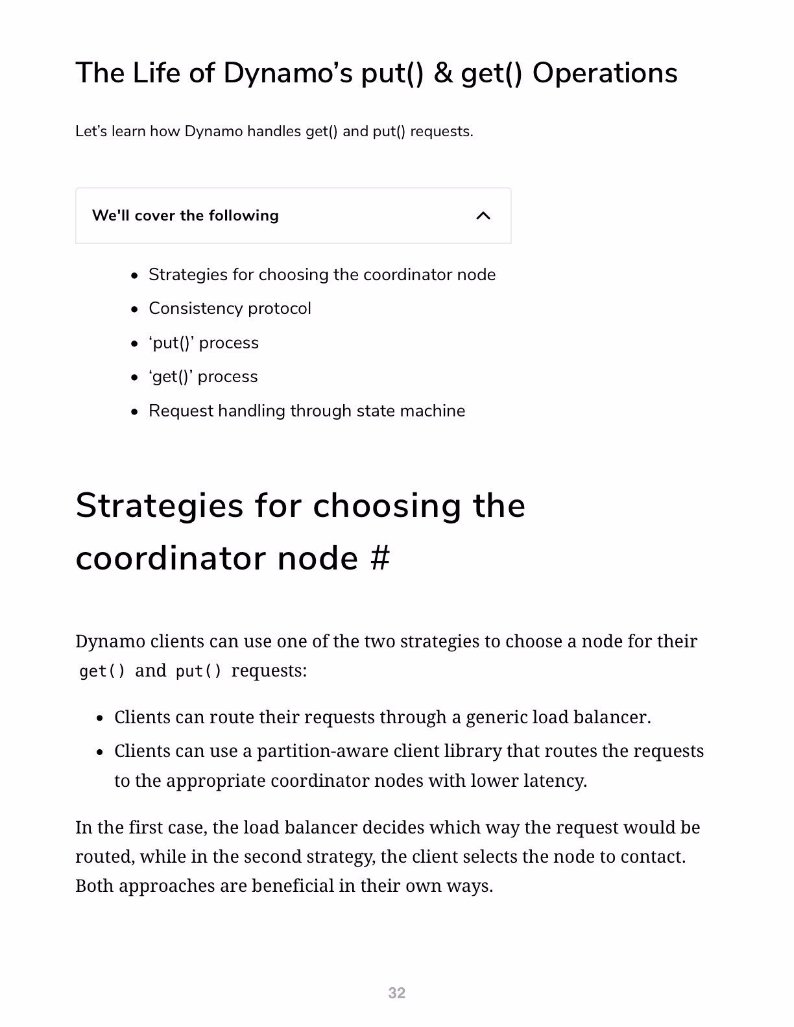 The Life of Dynamo’s put() & get() Operations
Let’s learn how Dynamo handles get() and put() requests.
We'll cover the following
• Strategies for choosing the coordinator node
• Consistency protocol
• ‘put()’ process
• ‘get()’ process
• Request handling through state machine
Strategies for choosing the
coordinator node #
Dynamo clients can use one of the two strategies to choose a node for their
get() and put() requests:
• Clients can route their requests through a generic load balancer.
• Clients can use a partition-aware client library that routes the requests
to the appropriate coordinator nodes with lower latency.
In the first case, the load balancer decides which way the request would be
routed, while in the second strategy, the client selects the node to contact.
Both approaches are beneficial in their own ways.
32